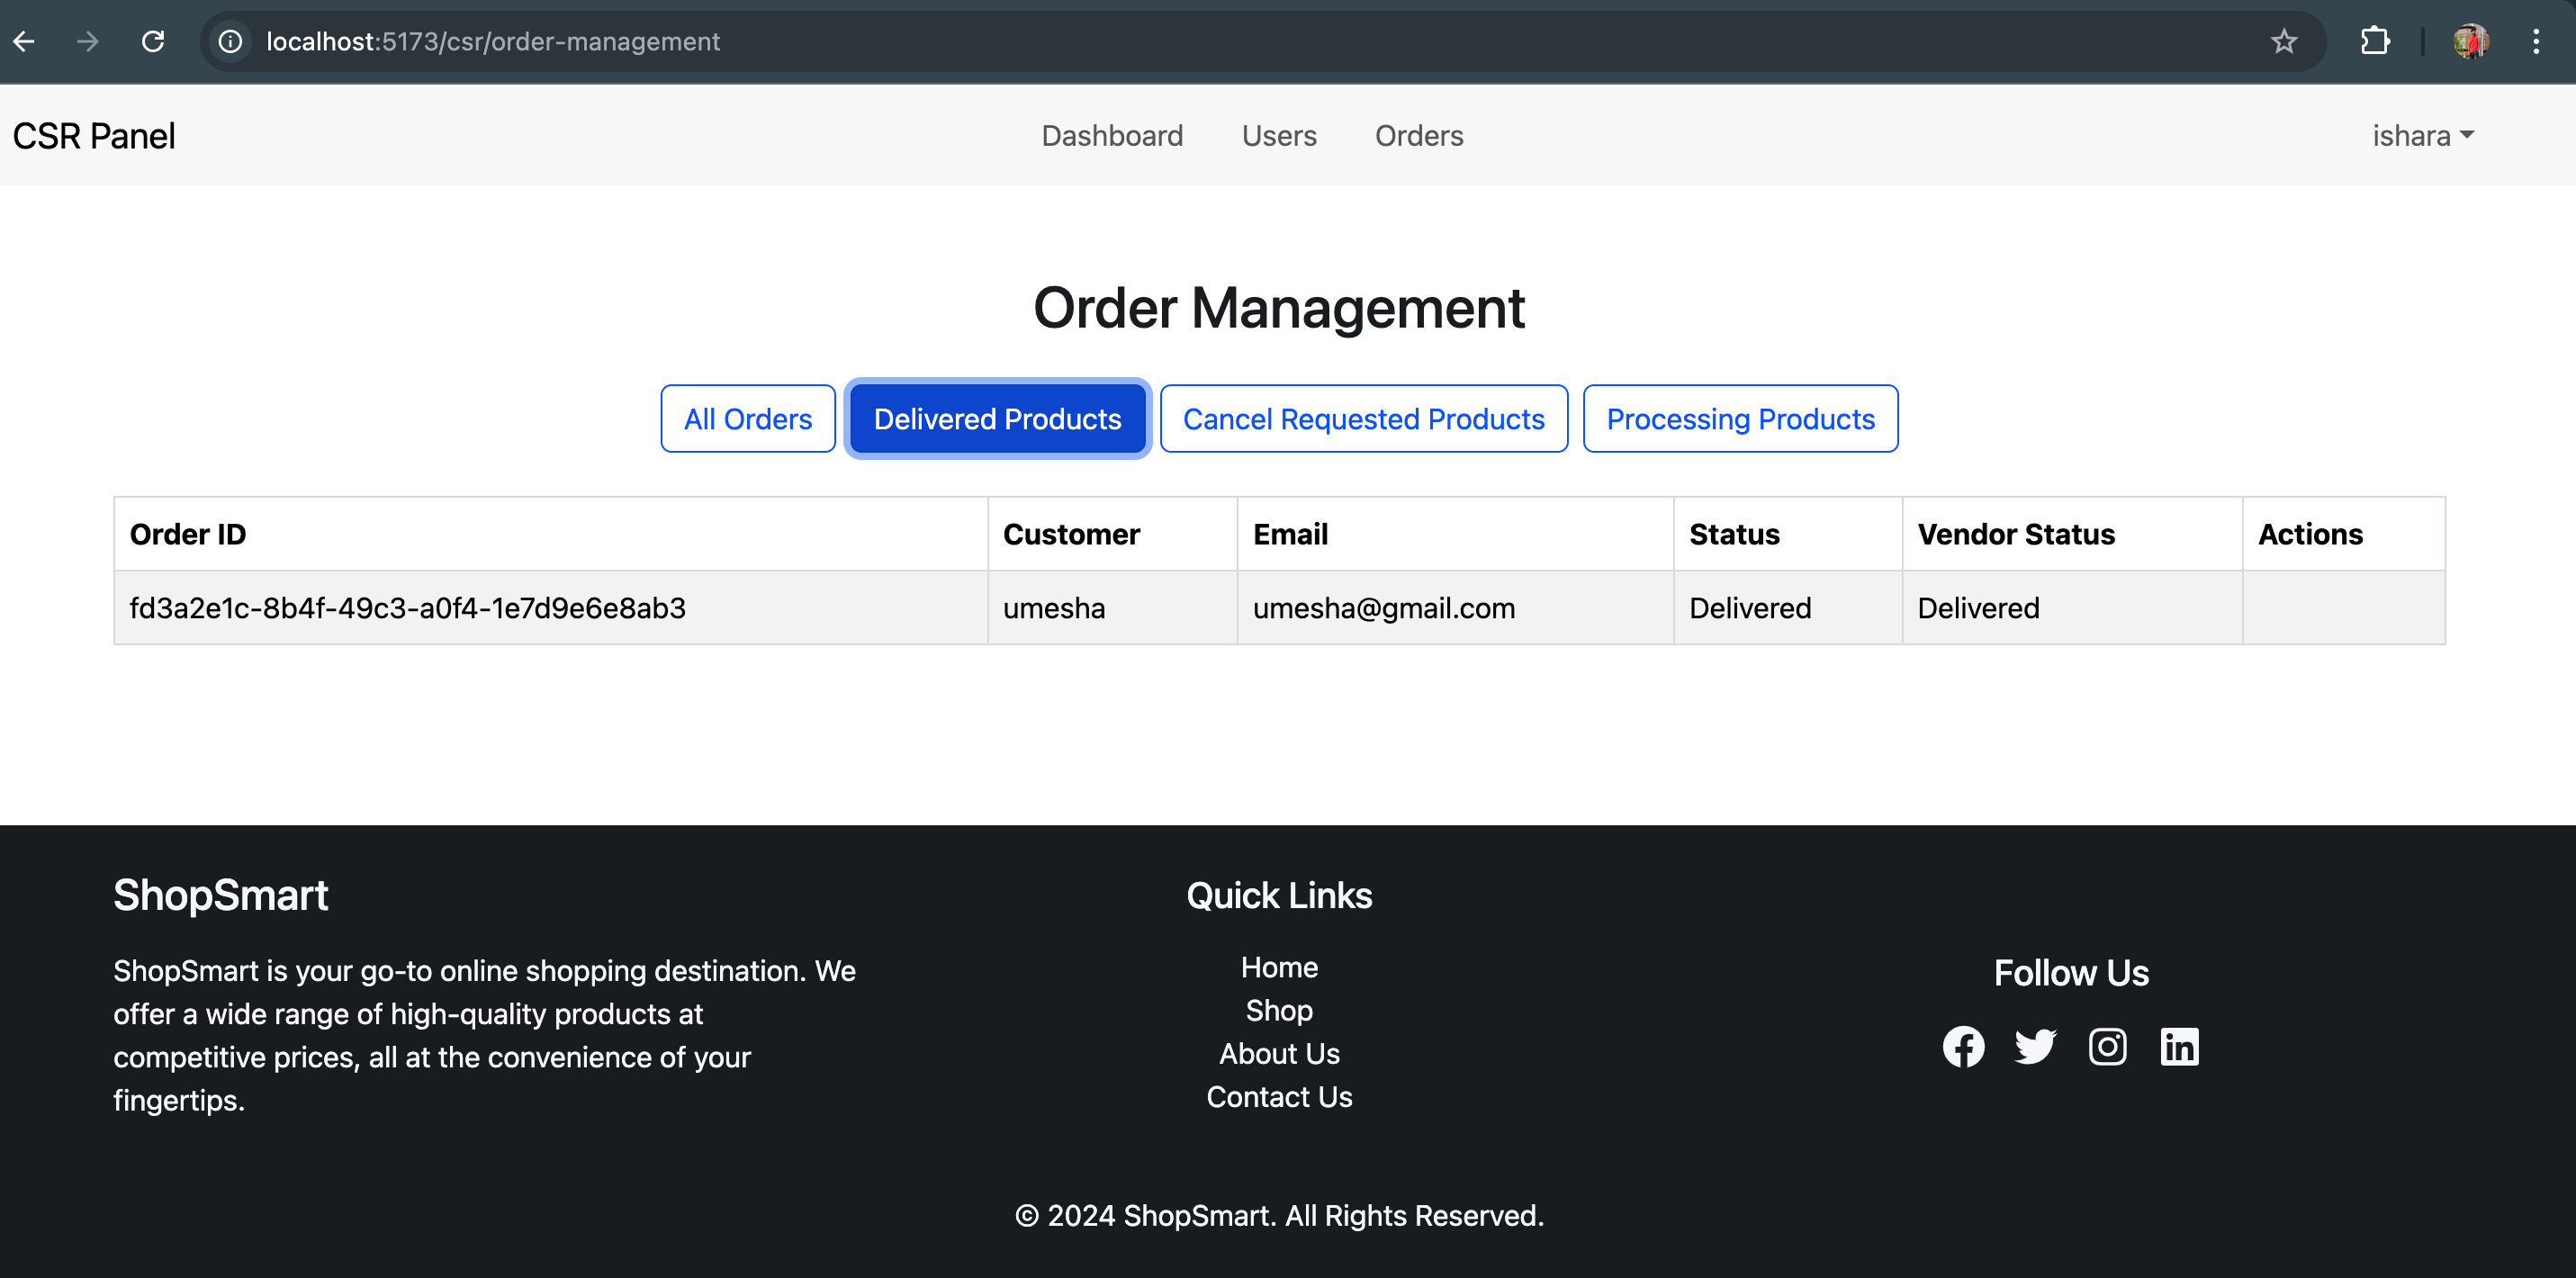 localhost:5173/csr/order-management
CSR Panel
Dashboard Users Orders
ishara
Order Management
All Orders Delivered Products Cancel Requested Products Processing Products
Order ID Customer Email Status Vendor Status Actions
fd3a2e1c-8b4f-49c3-a0f4-1e7d9e6e8ab3 umesha umesha@gmail.com Delivered Delivered
ShopSmart
ShopSmart is your go-to online shopping destination. We
offer a wide range of high-quality products at
competitive prices, all at the convenience of your
fingertips.
Quick Links
Home
Shop
About Us
Contact Us
Follow Us
© 2024 ShopSmart. All Rights Reserved.